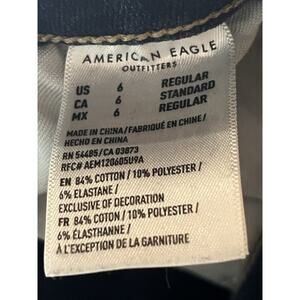 AMERICAN EAGLE
OUTFITTERS
US 6 REGULAR
CA 6 STANDARD
MX 6 REGULAR
MADE IN CHINA / FABRIQUÉ EN CHINE /
HECHO EN CHINA
RN 54485 / CA 03873
RFC# AEM120605U9A
EN 84% COTTON / 10% POLYESTER /
6% ELASTANE /
EXCLUSIVE OF DECORATION
FR 84% COTON / 10% POLYESTER /
6% ÉLASTHANNE /
À L'EXCEPTION DE LA GARNITURE